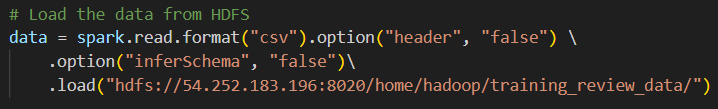 # Load the data from HDFS
data = spark.read.format("csv").option("header", "false") \
    .option("inferSchema", "false")\
    .load("hdfs://54.252.183.196:8020/home/hadoop/training_review_data/")